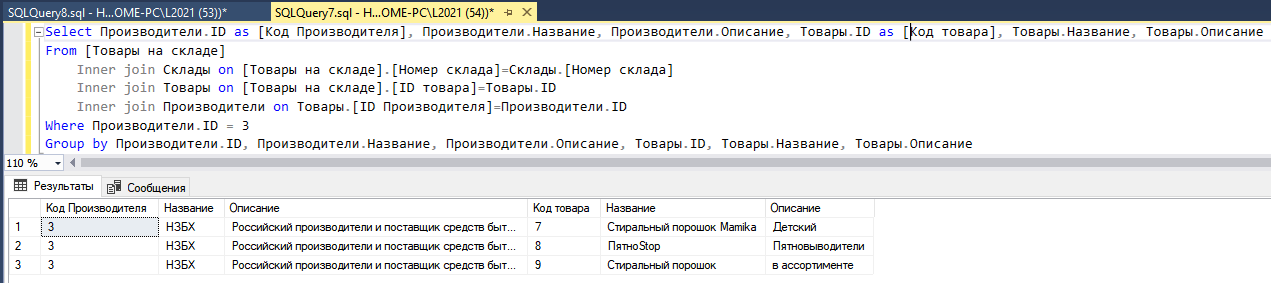 SQLQuery8.sql - H...OME-PC\L2021 (53))* SQLQuery7.sql - H...OME-PC\L2021 (54))*
Select Производители.ID as [Код Производителя], Производители.Название, Производители.Описание, Товары.ID as [Код товара], Товары.Название, Товары.Описание
From [Товары на складе]
Inner join Склады on [Товары на складе].[Номер склада]=Склады.[Номер склада]
Inner join Товары on [Товары на складе].[ID товара]=Товары.ID
Inner join Производители on Товары.[ID Производителя]=Производители.ID
Where Производители.ID = 3
Group by Производители.ID, Производители.Название, Производители.Описание, Товары.ID, Товары.Название, Товары.Описание
110 %
Результаты Сообщения
Код Производителя Название Описание Код товара Название Описание
1 3 НЗБХ Российский производители и поставщик средств быт... 7 Стиральный порошок Mamika Детский
2 3 НЗБХ Российский производители и поставщик средств быт... 8 ПятноStop Пятновыводители
3 3 НЗБХ Российский производители и поставщик средств быт... 9 Стиральный порошок в ассортименте